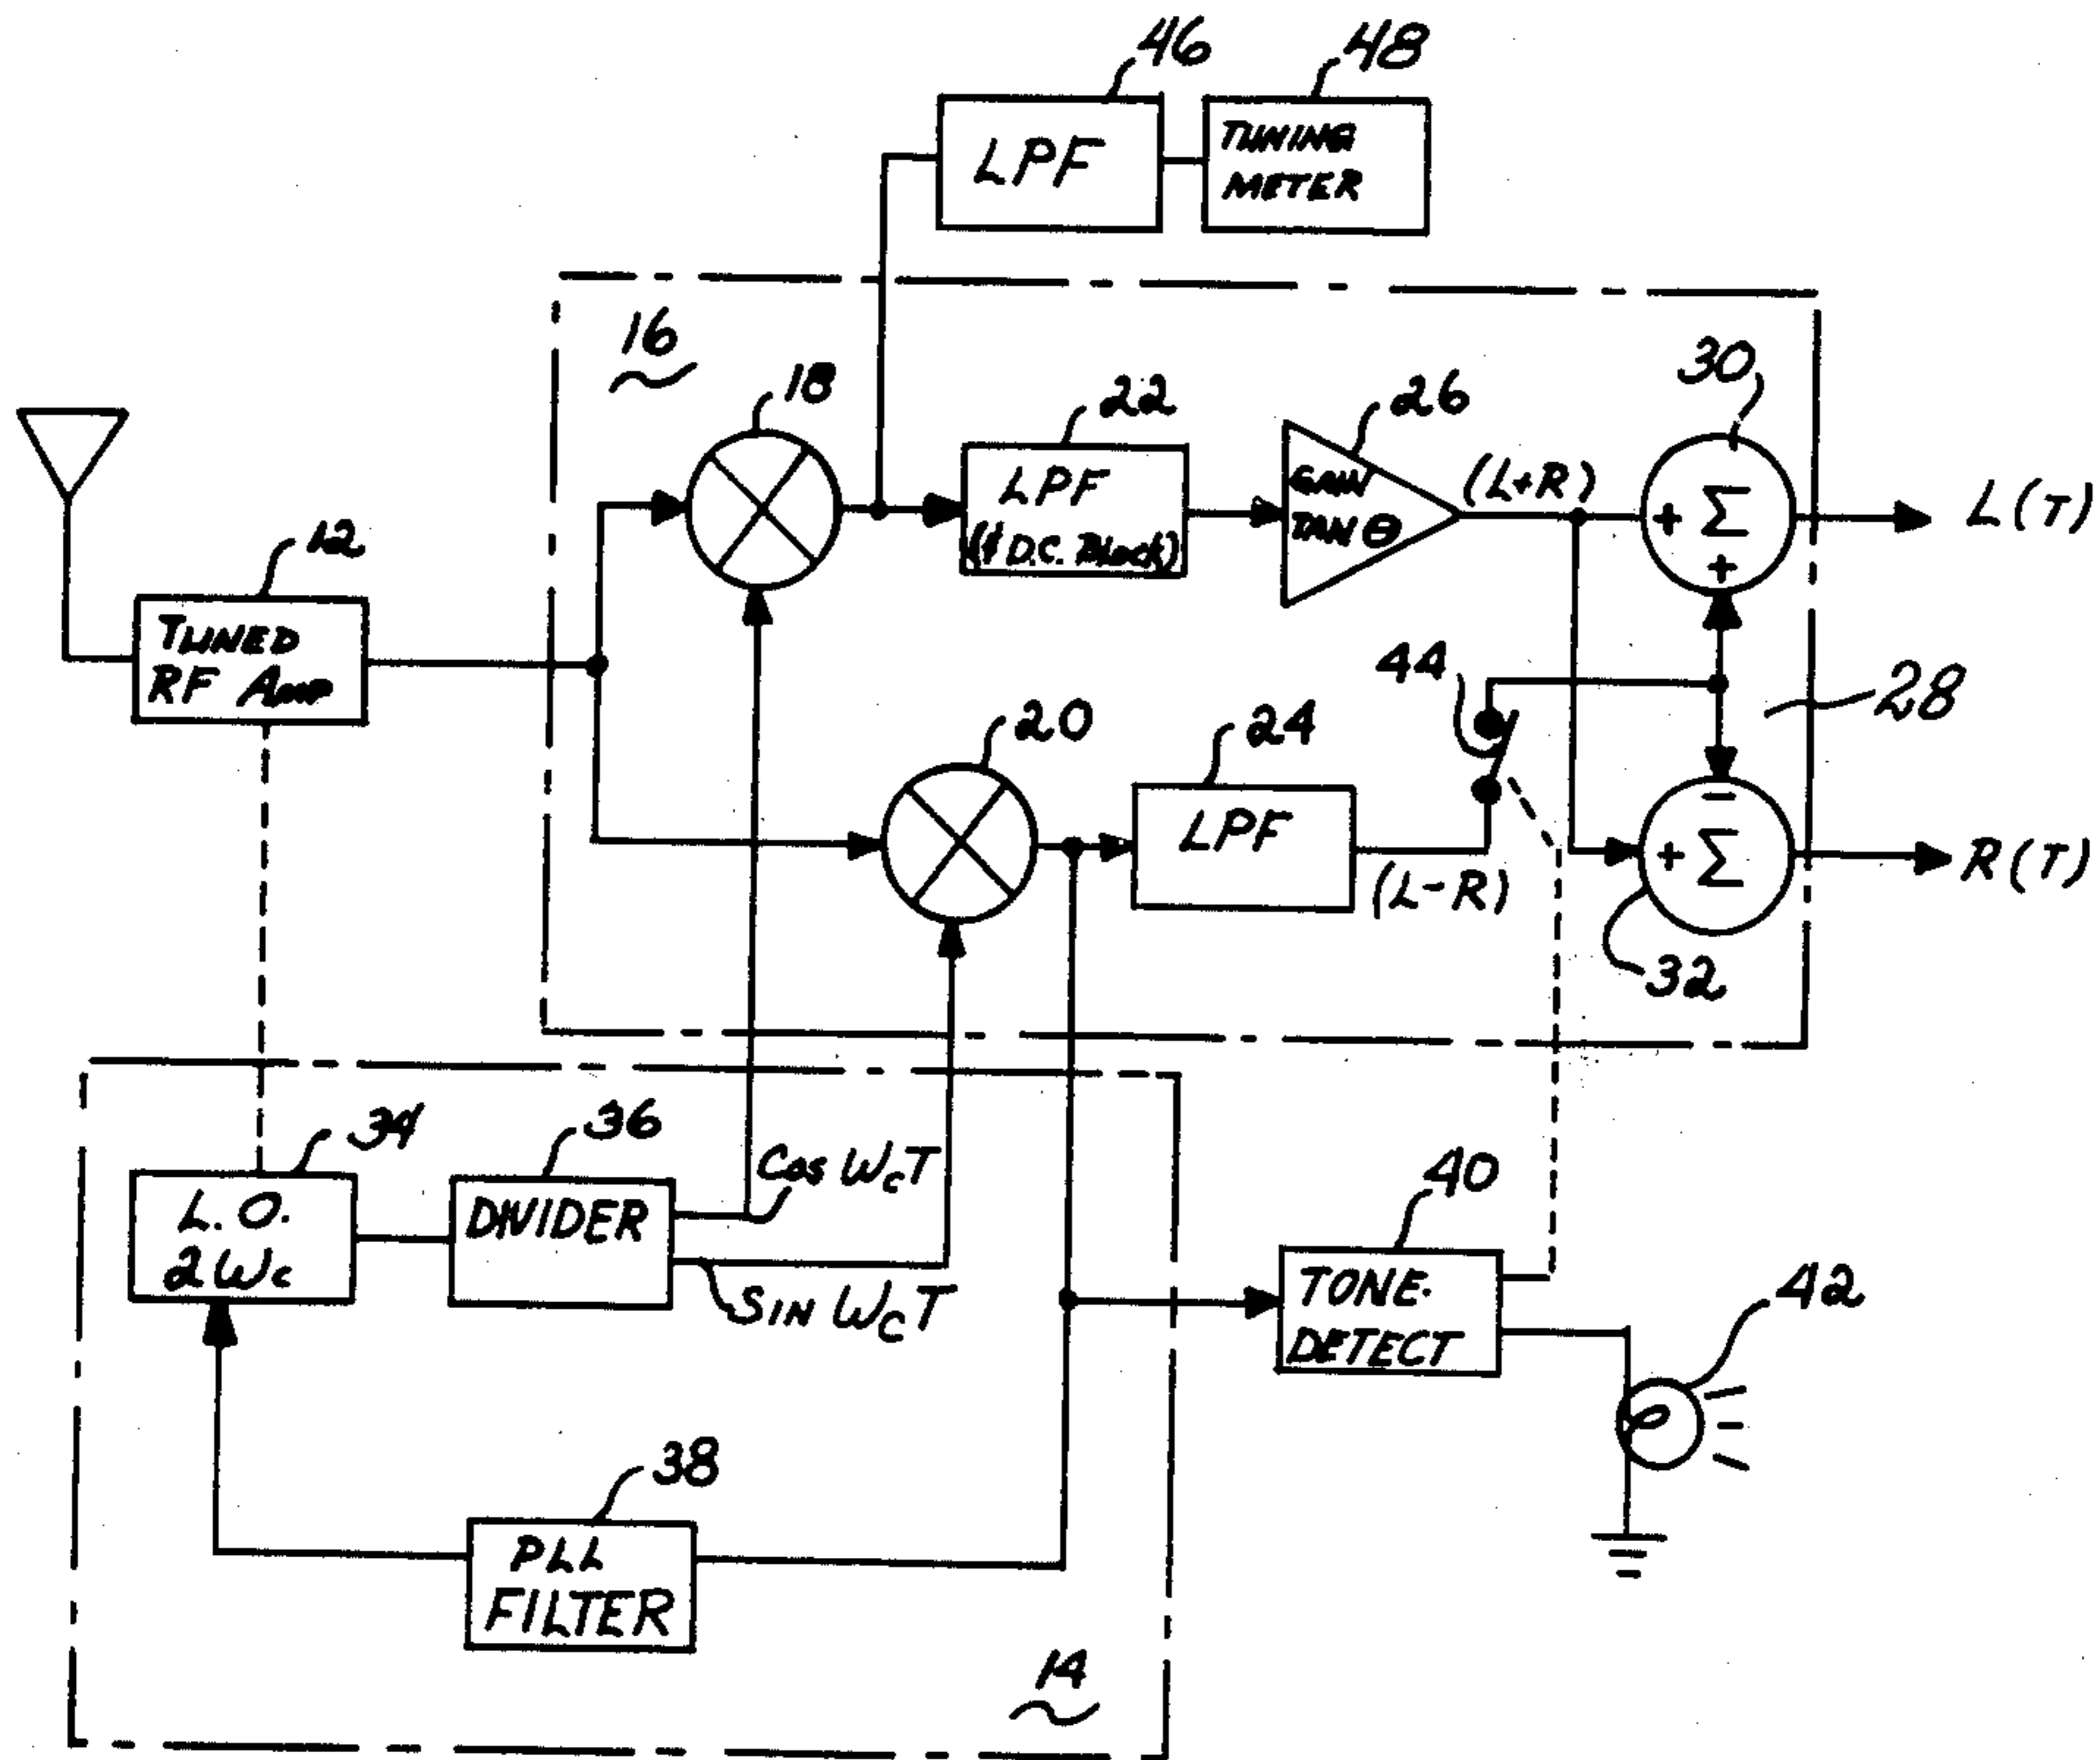 46
48
LPF
TUNING
METER
16
18
22
26
30
LPF
(+ D.C. Block)
GAIN
TAN θ
(L+R)
+ Σ
+
L(T)
12
TUNED
RF Amp
44
28
20
24
LPF
(L-R)
−
+ Σ
R(T)
32
34
36
L.O.
2Wc
DIVIDER
Cos WcT
Sin WcT
40
TONE
DETECT
42
38
PLL
FILTER
14